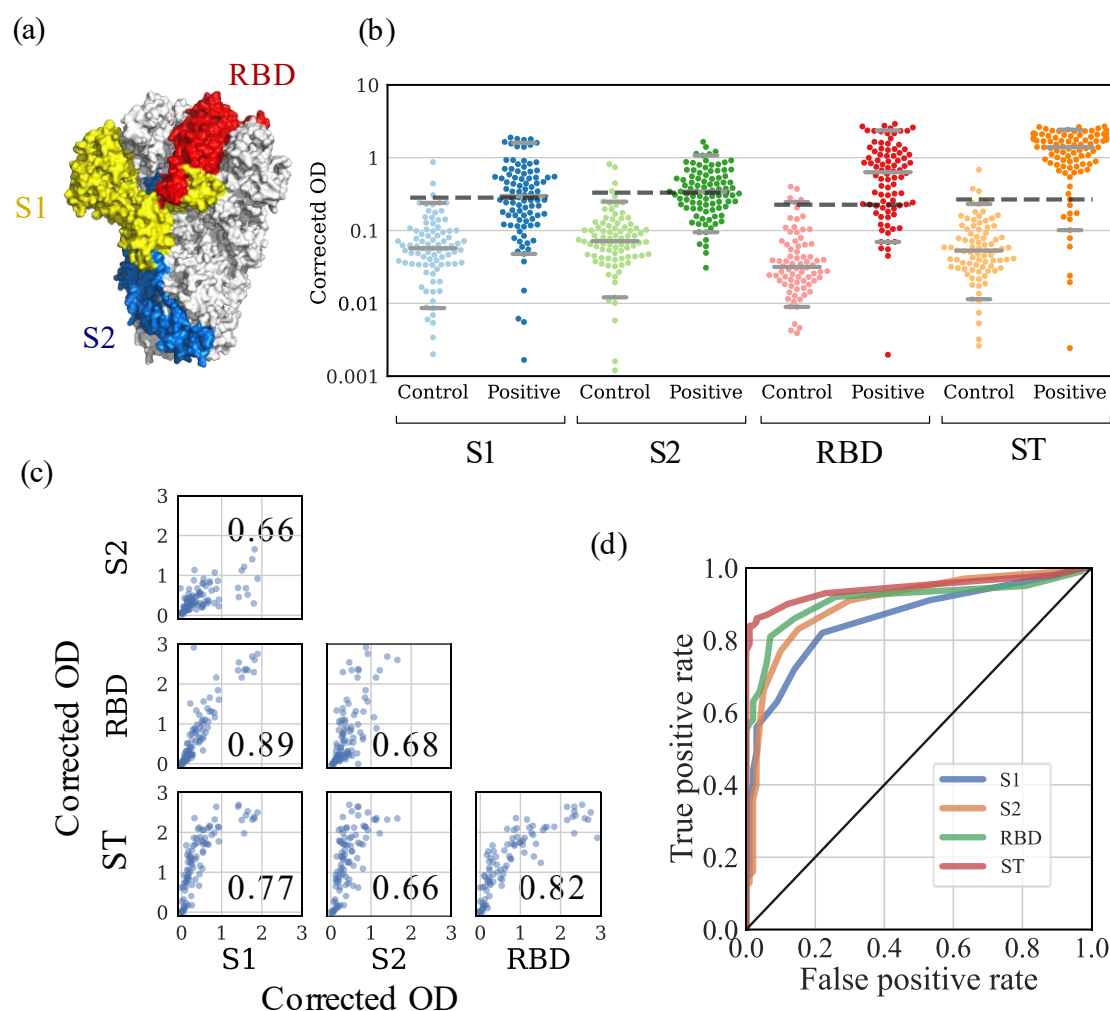 (a)
RBD
S1
S2
(b)
Correcetd OD
10
1
0.1
0.01
0.001
Control Positive Control Positive Control Positive Control Positive
S1 S2 RBD ST
(c)
Corrected OD
S2
3
2
1
0
0.66
RBD
3
2
1
0
0.89
0.68
ST
3
2
1
0
0.77
0.66
0.82
0 1 2 3 0 1 2 3 0 1 2 3
S1 S2 RBD
Corrected OD
(d)
True positive rate
1.0
0.8
0.6
0.4
0.2
0.0
S1
S2
RBD
ST
0.0 0.2 0.4 0.6 0.8 1.0
False positive rate